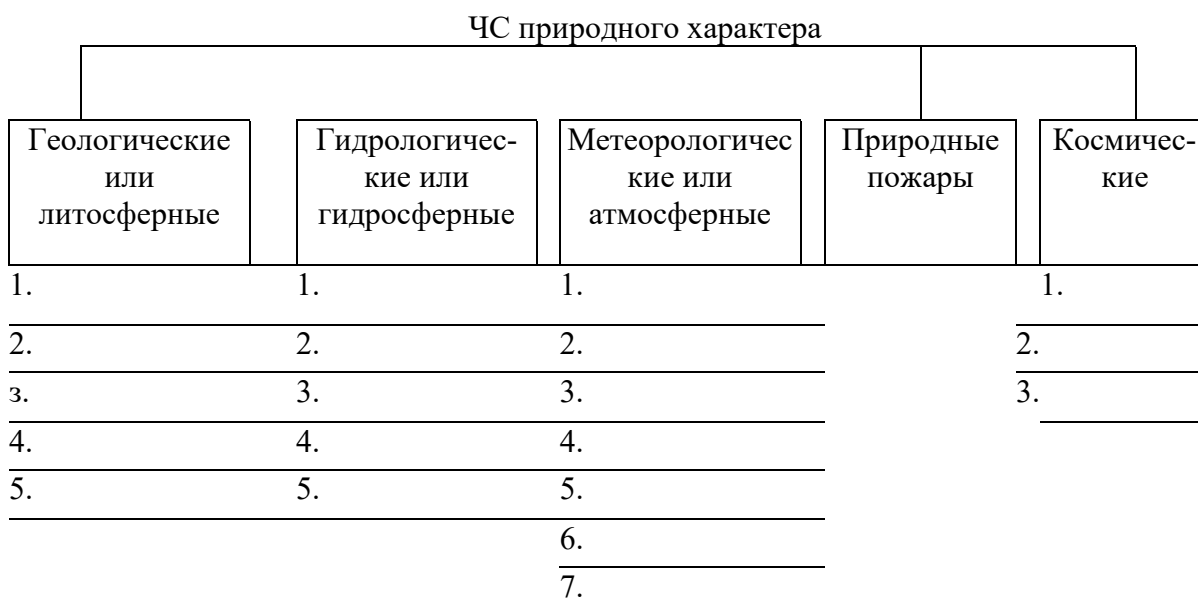 ЧС природного характера
Геологические
или
литосферные
Гидрологичес-
кие или
гидросферные
Метеорологичес
кие или
атмосферные
Природные
пожары
Космичес-
кие
1. 1. 1. 1.
2. 2. 2. 2.
з. 3. 3. 3.
4. 4. 4.
5. 5. 5.
6.
7.